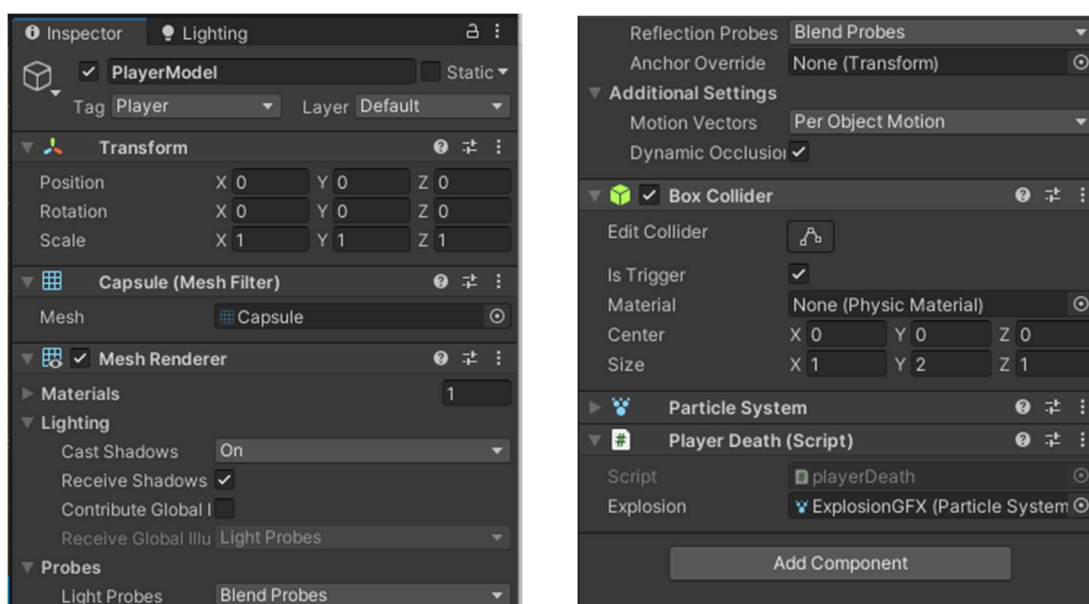 Inspector Lighting
PlayerModel Static
Tag Player Layer Default
Transform
Position X 0 Y 0 Z 0
Rotation X 0 Y 0 Z 0
Scale X 1 Y 1 Z 1
Capsule (Mesh Filter)
Mesh Capsule
Mesh Renderer
Materials 1
Lighting
Cast Shadows On
Receive Shadows
Contribute Global I
Receive Global Illu Light Probes
Probes
Light Probes Blend Probes
Reflection Probes Blend Probes
Anchor Override None (Transform)
Additional Settings
Motion Vectors Per Object Motion
Dynamic Occlusio
Box Collider
Edit Collider
Is Trigger
Material None (Physic Material)
Center X 0 Y 0 Z 0
Size X 1 Y 2 Z 1
Particle System
# Player Death (Script)
Script playerDeath
Explosion ExplosionGFX (Particle System
Add Component